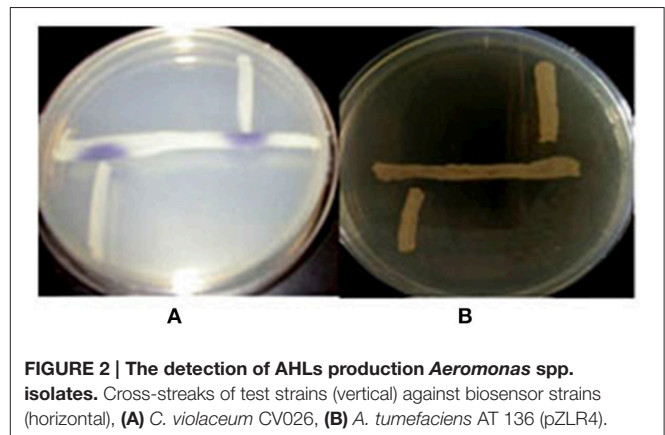 A
B
FIGURE 2 | The detection of AHLs production Aeromonas spp.
isolates. Cross-streaks of test strains (vertical) against biosensor strains
(horizontal), (A) C. violaceum CV026, (B) A. tumefaciens AT 136 (pZLR4).